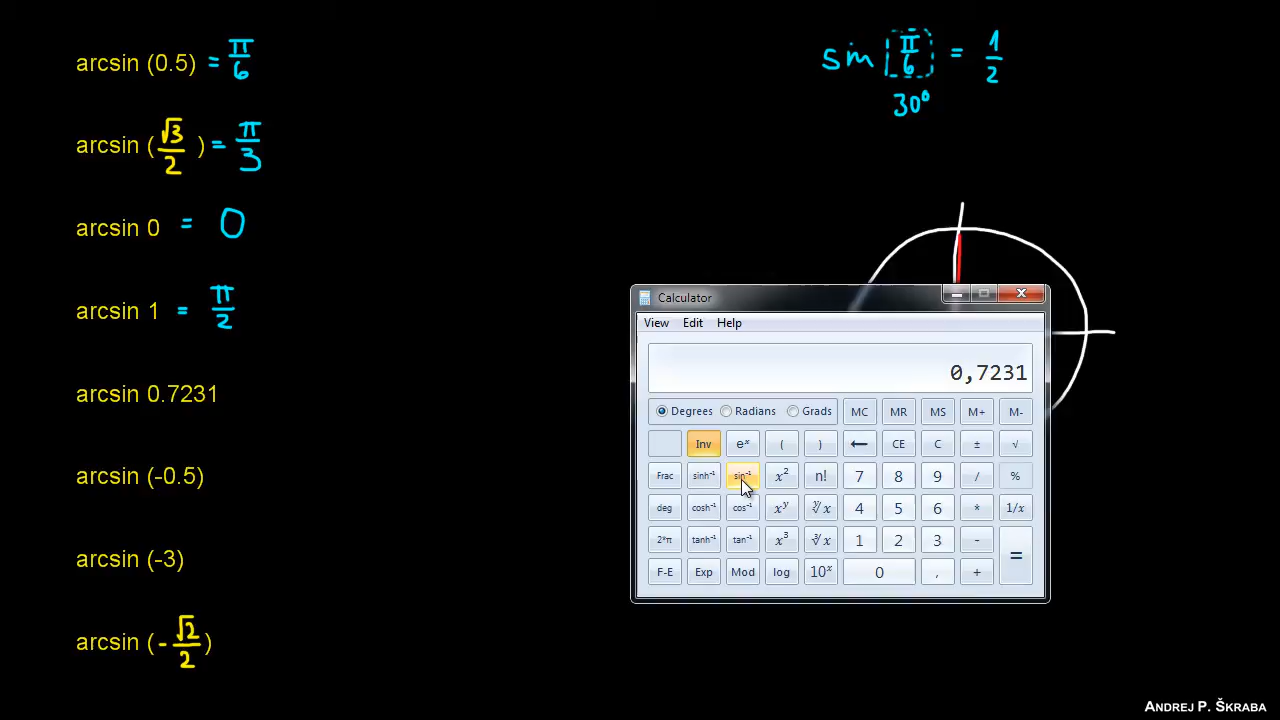 arcsin (0.5) = π/6
sin [π/6] = 1/2
30°
arcsin (√3/2) = π/3
arcsin 0 = 0
arcsin 1 = π/2
arcsin 0.7231
arcsin (-0.5)
arcsin (-3)
arcsin (-√2/2)
Calculator
View Edit Help
0,7231
Degrees Radians Grads MC MR MS M+ M-
Inv eˣ ( ) ← CE C ± √
Frac sinh⁻¹ sin⁻¹ x² n! 7 8 9 / %
deg cosh⁻¹ cos⁻¹ xʸ ʸ√x 4 5 6 * 1/x
2*π tanh⁻¹ tan⁻¹ x³ ³√x 1 2 3 - =
F-E Exp Mod log 10ˣ 0 , +
ANDREJ P. ŠKRABA